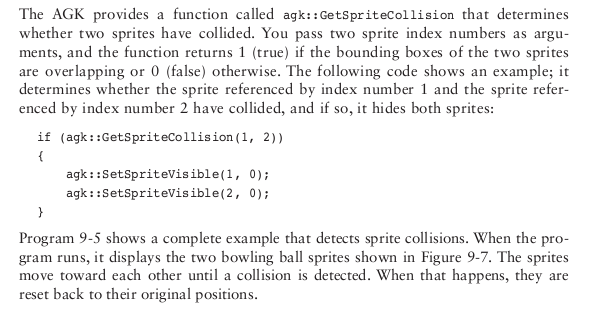 The AGK provides a function called agk::GetSpriteCollision that determines
whether two sprites have collided. You pass two sprite index numbers as argu-
ments, and the function returns 1 (true) if the bounding boxes of the two sprites
are overlapping or 0 (false) otherwise. The following code shows an example; it
determines whether the sprite referenced by index number 1 and the sprite refer-
enced by index number 2 have collided, and if so, it hides both sprites:
if (agk::GetSpriteCollision(1, 2))
{
    agk::SetSpriteVisible(1, 0);
    agk::SetSpriteVisible(2, 0);
}
Program 9-5 shows a complete example that detects sprite collisions. When the pro-
gram runs, it displays the two bowling ball sprites shown in Figure 9-7. The sprites
move toward each other until a collision is detected. When that happens, they are
reset back to their original positions.